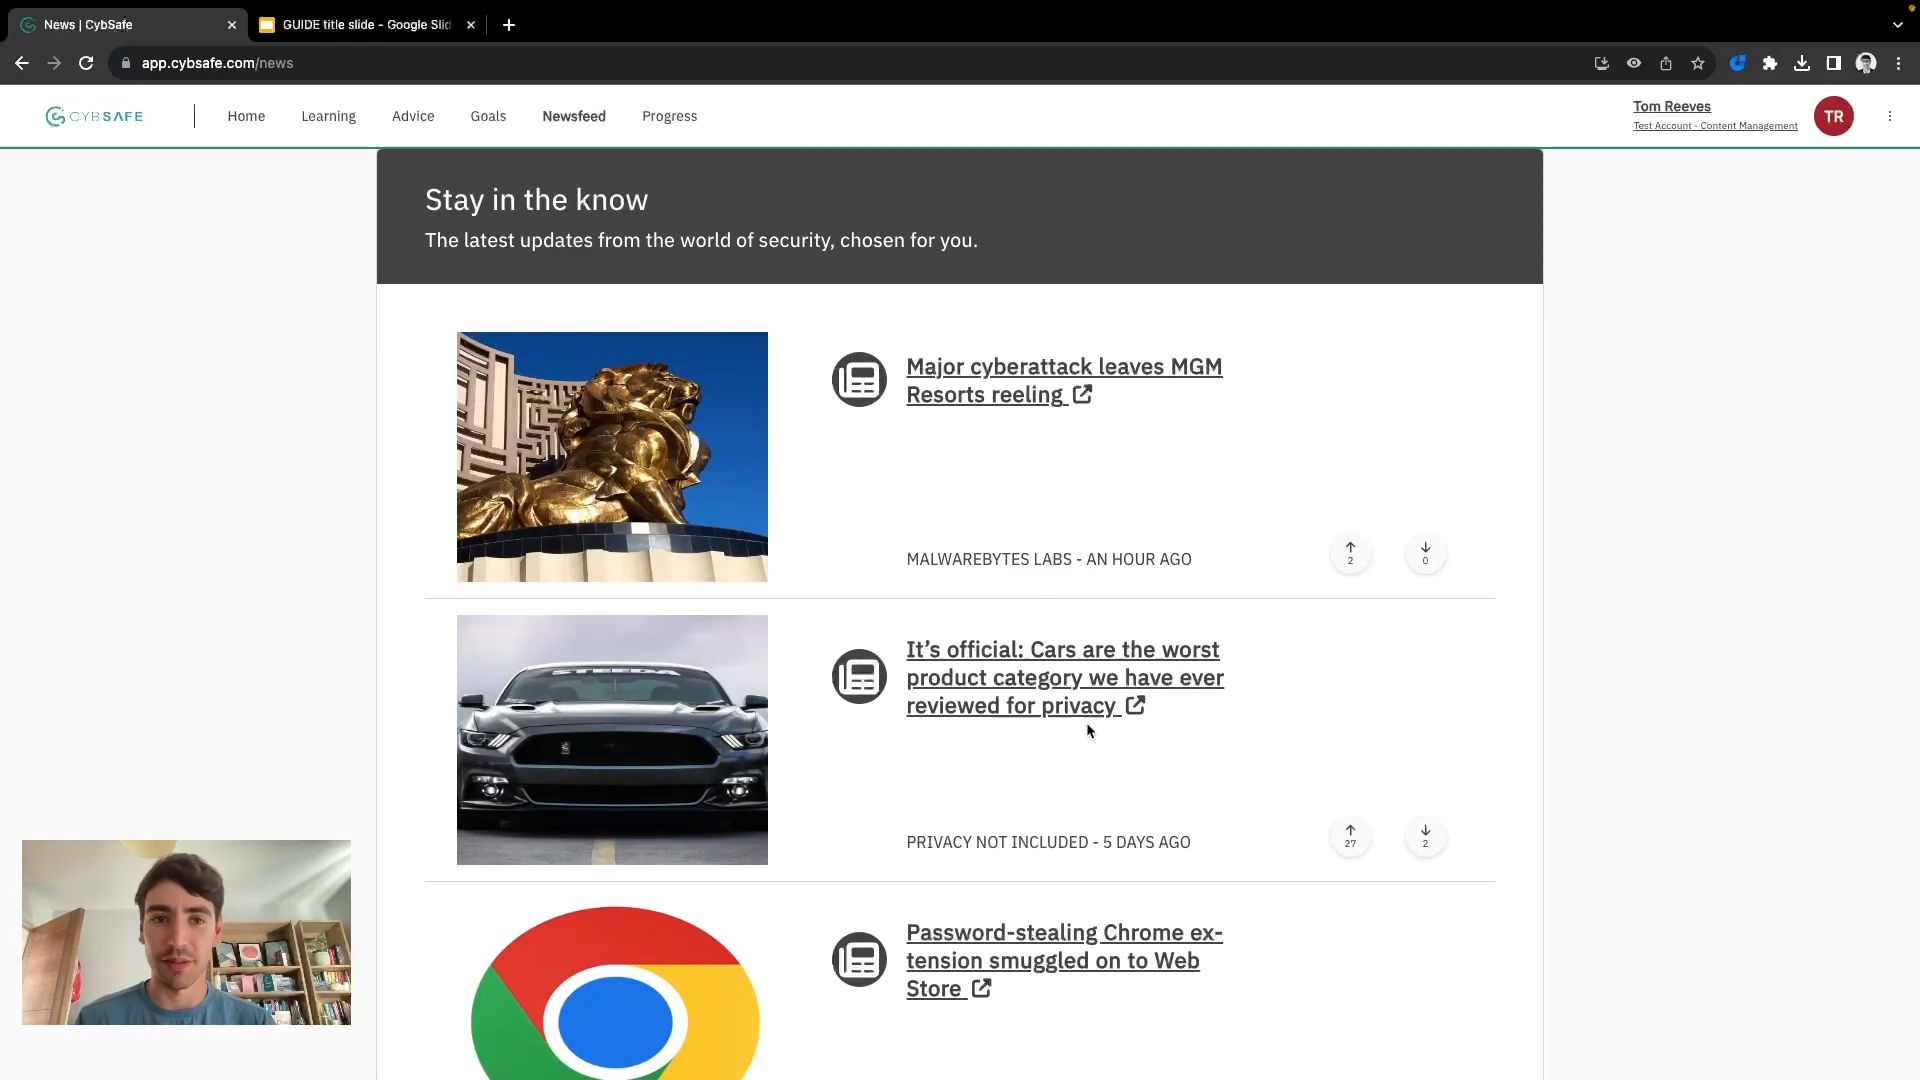 News | CybSafe
GUIDE title slide - Google Slid
app.cybsafe.com/news
CYBSAFE
Home
Learning
Advice
Goals
Newsfeed
Progress
Tom Reeves
Test Account - Content Management
TR
Stay in the know
The latest updates from the world of security, chosen for you.
Major cyberattack leaves MGM
Resorts reeling
MALWAREBYTES LABS - AN HOUR AGO
2
0
STEEDA
It's official: Cars are the worst
product category we have ever
reviewed for privacy
PRIVACY NOT INCLUDED - 5 DAYS AGO
27
2
Password-stealing Chrome ex-
tension smuggled on to Web
Store